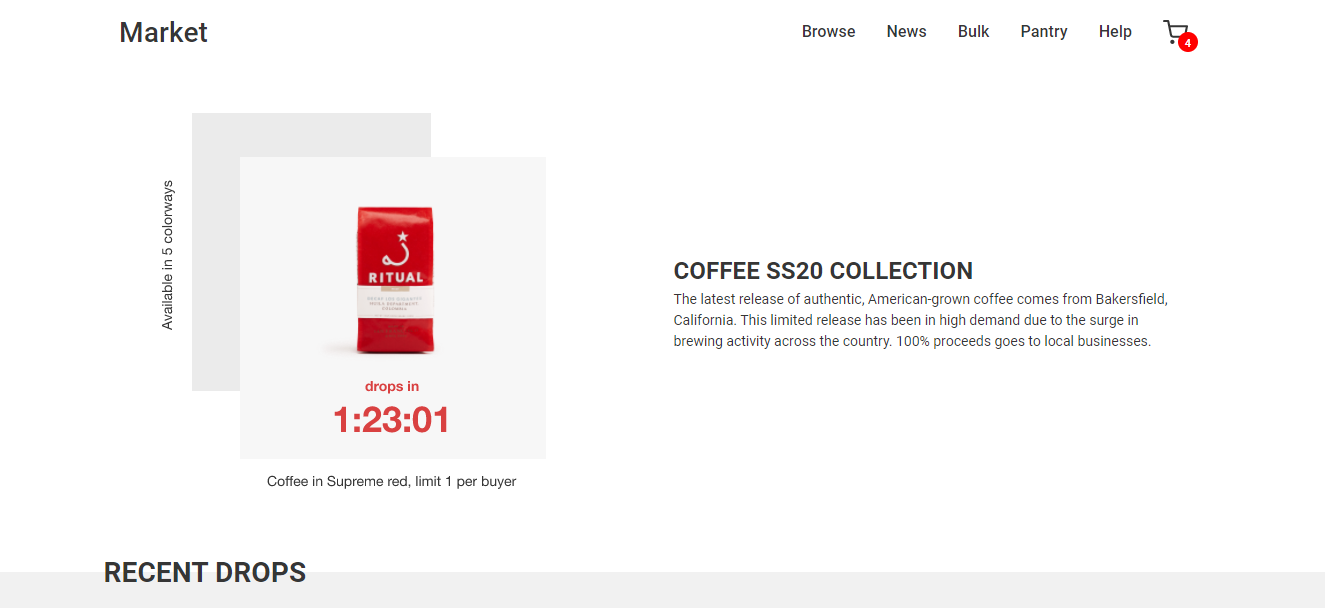 Market
Browse News Bulk Pantry Help
4
Available in 5 colorways
RITUAL
drops in
1:23:01
Coffee in Supreme red, limit 1 per buyer
COFFEE SS20 COLLECTION
The latest release of authentic, American-grown coffee comes from Bakersfield,
California. This limited release has been in high demand due to the surge in
brewing activity across the country. 100% proceeds goes to local businesses.
RECENT DROPS